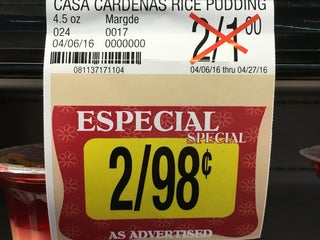 CASA CARDENAS RICE PUDDING
4.5 oz Margde
024 0017
04/06/16 0000000
2/1.00
081137171104
04/06/16 thru 04/27/16
ESPECIAL
SPECIAL
2/98¢
AS ADVERTISED